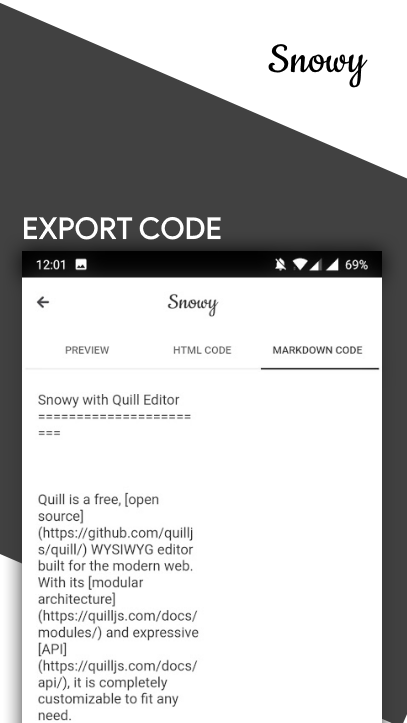 Snowy
EXPORT CODE
12:01 69%
Snowy
PREVIEW HTML CODE MARKDOWN CODE
Snowy with Quill Editor
====================
===
Quill is a free, [open
source]
(https://github.com/quillj
s/quill/) WYSIWYG editor
built for the modern web.
With its [modular
architecture]
(https://quilljs.com/docs/
modules/) and expressive
[API]
(https://quilljs.com/docs/
api/), it is completely
customizable to fit any
need.